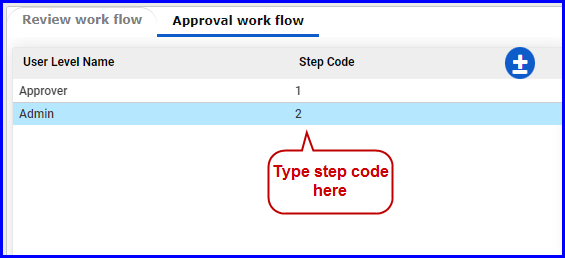 Review work flow
Approval work flow
User Level Name
Step Code
Approver
1
Admin
2
Type step code
here